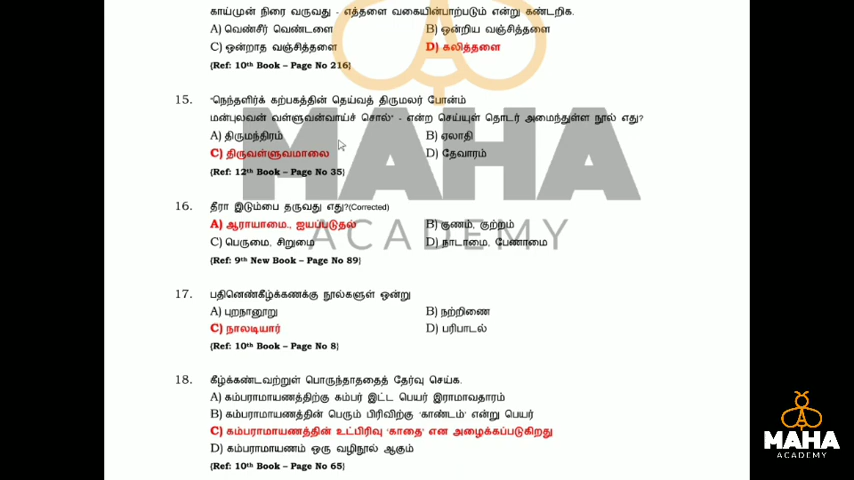 காய்முன் நிரை வருவது - எத்தளை வகையின்பாற்படும் என்று கண்டறிக.
A) வெண்சீர் வெண்டளை B) ஒன்றிய வஞ்சித்தளை
C) ஒன்றாத வஞ்சித்தளை D) கலித்தளை
(Ref: 10th Book – Page No 216)
15. "நெந்தளிர்க் கற்பகத்தின் தெய்வத் திருமலர் போன்ம்
மன்புலவன் வள்ளுவன்வாய்ச் சொல்" - என்ற செய்யுள் தொடர் அமைந்துள்ள நூல் எது?
A) திருமந்திரம் B) ஏலாதி
C) திருவள்ளுவமாலை D) தேவாரம்
(Ref: 12th Book – Page No 35)
16. தீரா இடும்பை தருவது எது?(Corrected)
A) ஆராயாமை., ஐயப்படுதல் B) குணம், குற்றம்
C) பெருமை, சிறுமை D) நாடாமை, பேணாமை
(Ref: 9th New Book – Page No 89)
17. பதினெண்கீழ்க்கணக்கு நூல்களுள் ஒன்று
A) புறநானூறு B) நற்றிணை
C) நாலடியார் D) பரிபாடல்
(Ref: 10th Book – Page No 8)
18. கீழ்க்கண்டவற்றுள் பொருந்தாததைத் தேர்வு செய்க.
A) கம்பராமாயணத்திற்கு கம்பர் இட்ட பெயர் இராமாவதாரம்
B) கம்பராமாயணத்தின் பெரும் பிரிவிற்கு 'காண்டம்' என்று பெயர்
C) கம்பராமாயணத்தின் உட்பிரிவு 'காதை' என அழைக்கப்படுகிறது
D) கம்பராமாயணம் ஒரு வழிநூல் ஆகும்
(Ref: 10th Book – Page No 65)
MAHA
ACADEMY
MAHA
ACADEMY